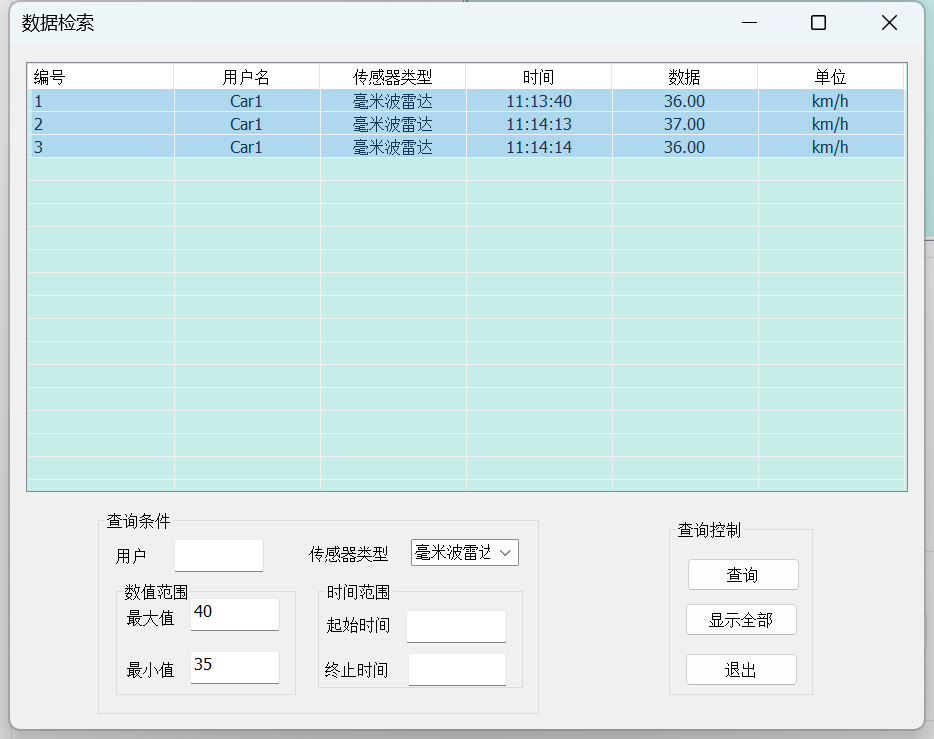 数据检索
编号 用户名 传感器类型 时间 数据 单位
1 Car1 毫米波雷达 11:13:40 36.00 km/h
2 Car1 毫米波雷达 11:14:13 37.00 km/h
3 Car1 毫米波雷达 11:14:14 36.00 km/h
查询条件
用户
传感器类型 毫米波雷达
数值范围
最大值 40
最小值 35
时间范围
起始时间
终止时间
查询控制
查询
显示全部
退出